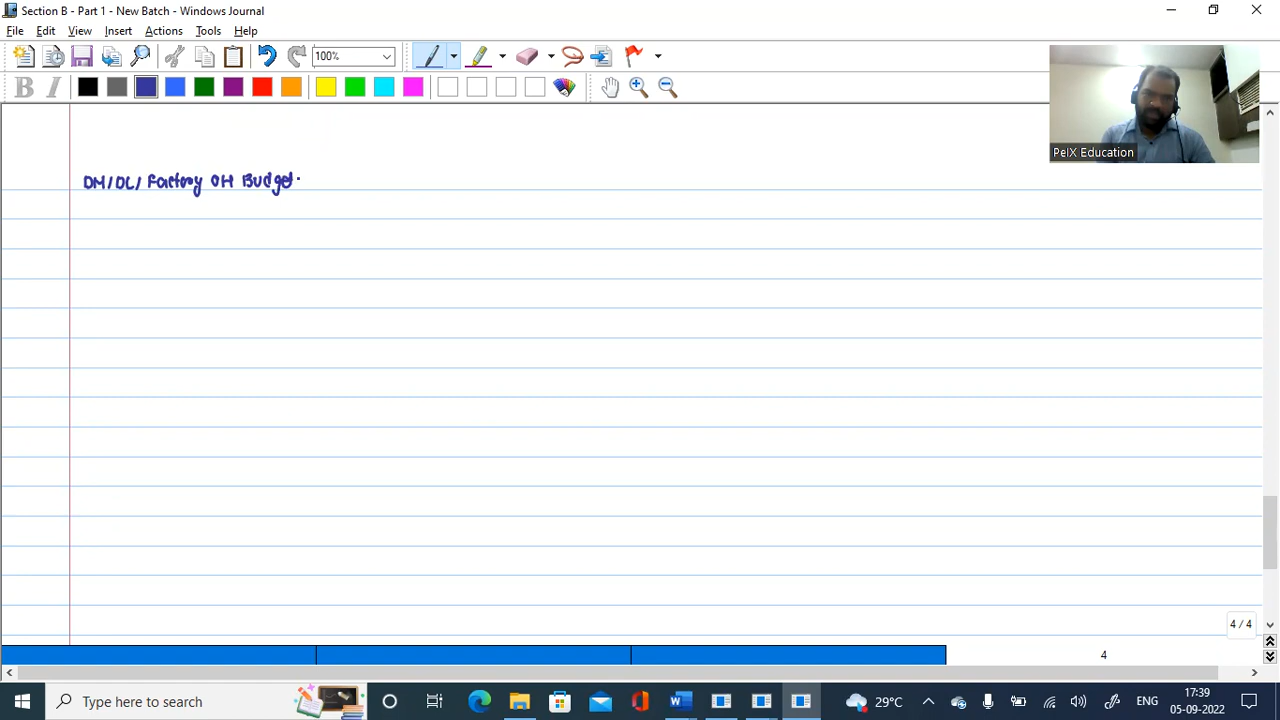 Section B - Part 1 - New Batch - Windows Journal
File Edit View Insert Actions Tools Help
100%
B I
PelX Education
DM/DL/ Factory OH Budget.
4 / 4
4
Type here to search
29°C
ENG
17:39
05-09-2022